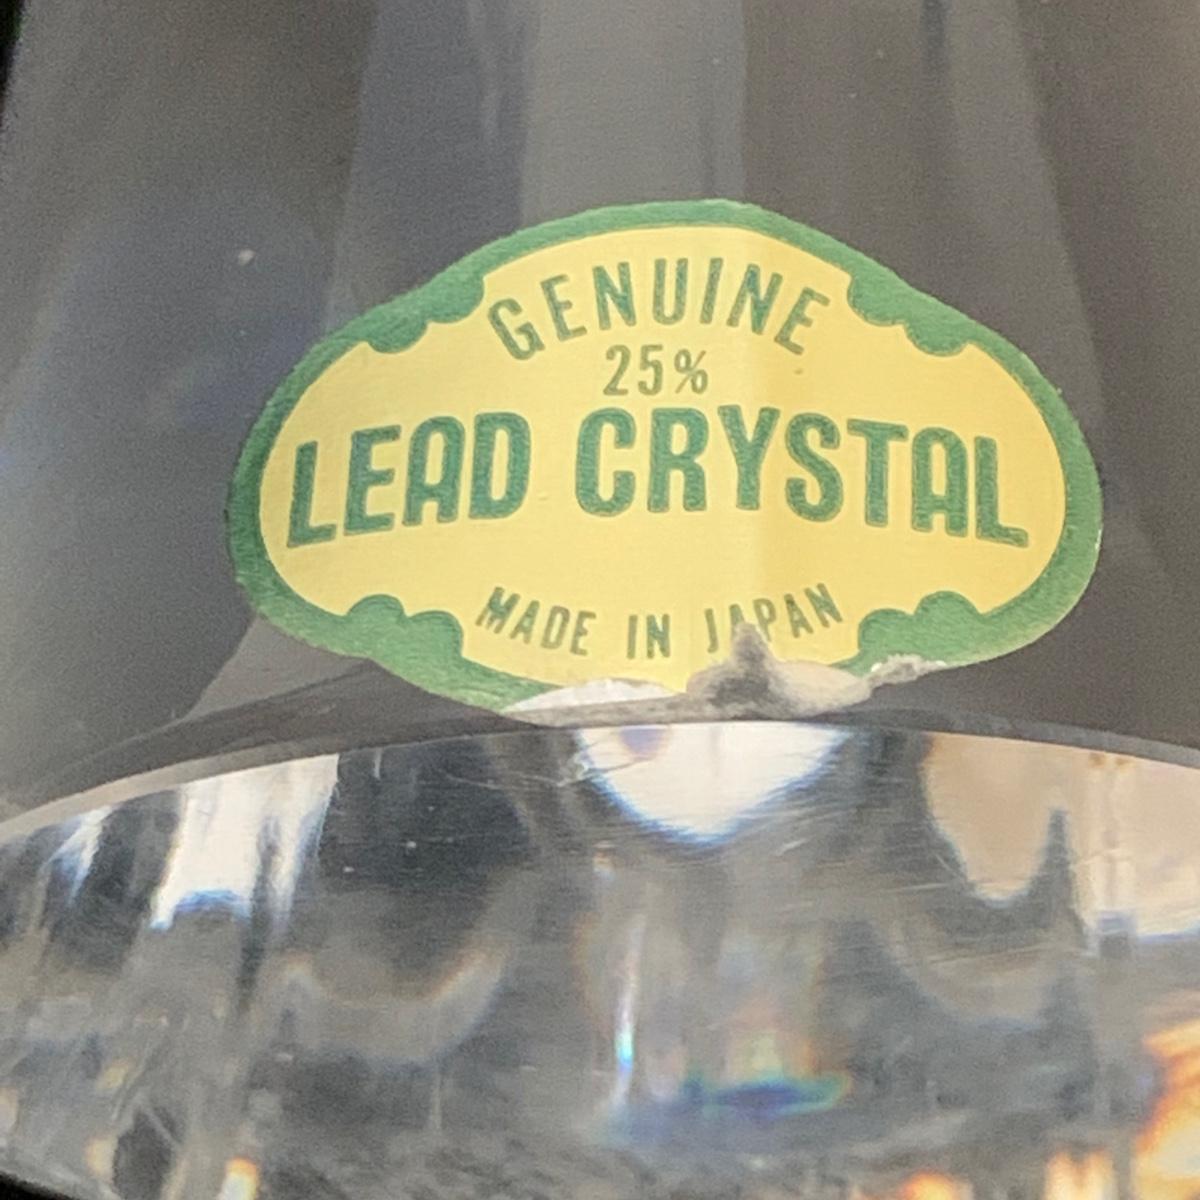 GENUINE
25%
LEAD CRYSTAL
MADE IN JAPAN